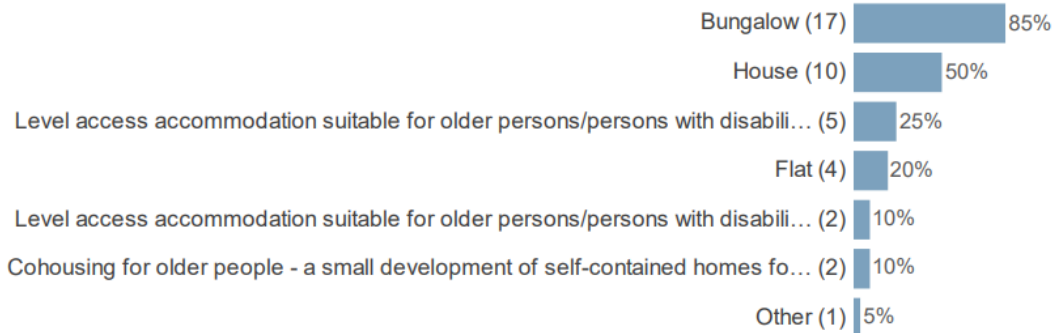 Bungalow (17) 85%
House (10) 50%
Level access accommodation suitable for older persons/persons with disabili... (5) 25%
Flat (4) 20%
Level access accommodation suitable for older persons/persons with disabili... (2) 10%
Cohousing for older people - a small development of self-contained homes fo... (2) 10%
Other (1) 5%